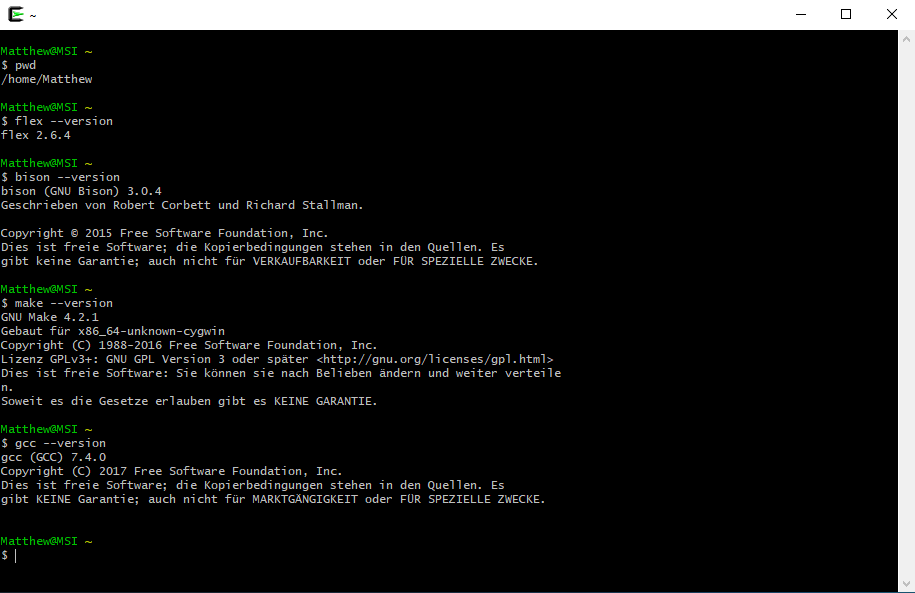 ~
Matthew@MSI ~
$ pwd
/home/Matthew
Matthew@MSI ~
$ flex --version
flex 2.6.4
Matthew@MSI ~
$ bison --version
bison (GNU Bison) 3.0.4
Geschrieben von Robert Corbett und Richard Stallman.
Copyright © 2015 Free Software Foundation, Inc.
Dies ist freie Software; die Kopierbedingungen stehen in den Quellen. Es
gibt keine Garantie; auch nicht für VERKAUFBARKEIT oder FÜR SPEZIELLE ZWECKE.
Matthew@MSI ~
$ make --version
GNU Make 4.2.1
Gebaut für x86_64-unknown-cygwin
Copyright (C) 1988-2016 Free Software Foundation, Inc.
Lizenz GPLv3+: GNU GPL Version 3 oder später <http://gnu.org/licenses/gpl.html>
Dies ist freie Software: Sie können sie nach Belieben ändern und weiter verteile
n.
Soweit es die Gesetze erlauben gibt es KEINE GARANTIE.
Matthew@MSI ~
$ gcc --version
gcc (GCC) 7.4.0
Copyright (C) 2017 Free Software Foundation, Inc.
Dies ist freie Software; die Kopierbedingungen stehen in den Quellen. Es
gibt KEINE Garantie; auch nicht für MARKTGÄNGIGKEIT oder FÜR SPEZIELLE ZWECKE.
Matthew@MSI ~
$